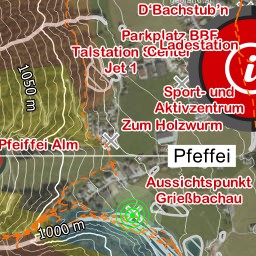 D'Bachstub'n
Parkplatz BBF
Talstation Center
Ladestation
Jet 1
1050 m
Sport- und
Aktivzentrum
Zum Holzwurm
Pfeiffei Alm
Pfeffei
Aussichtspunkt
Grießbachau
1000 m